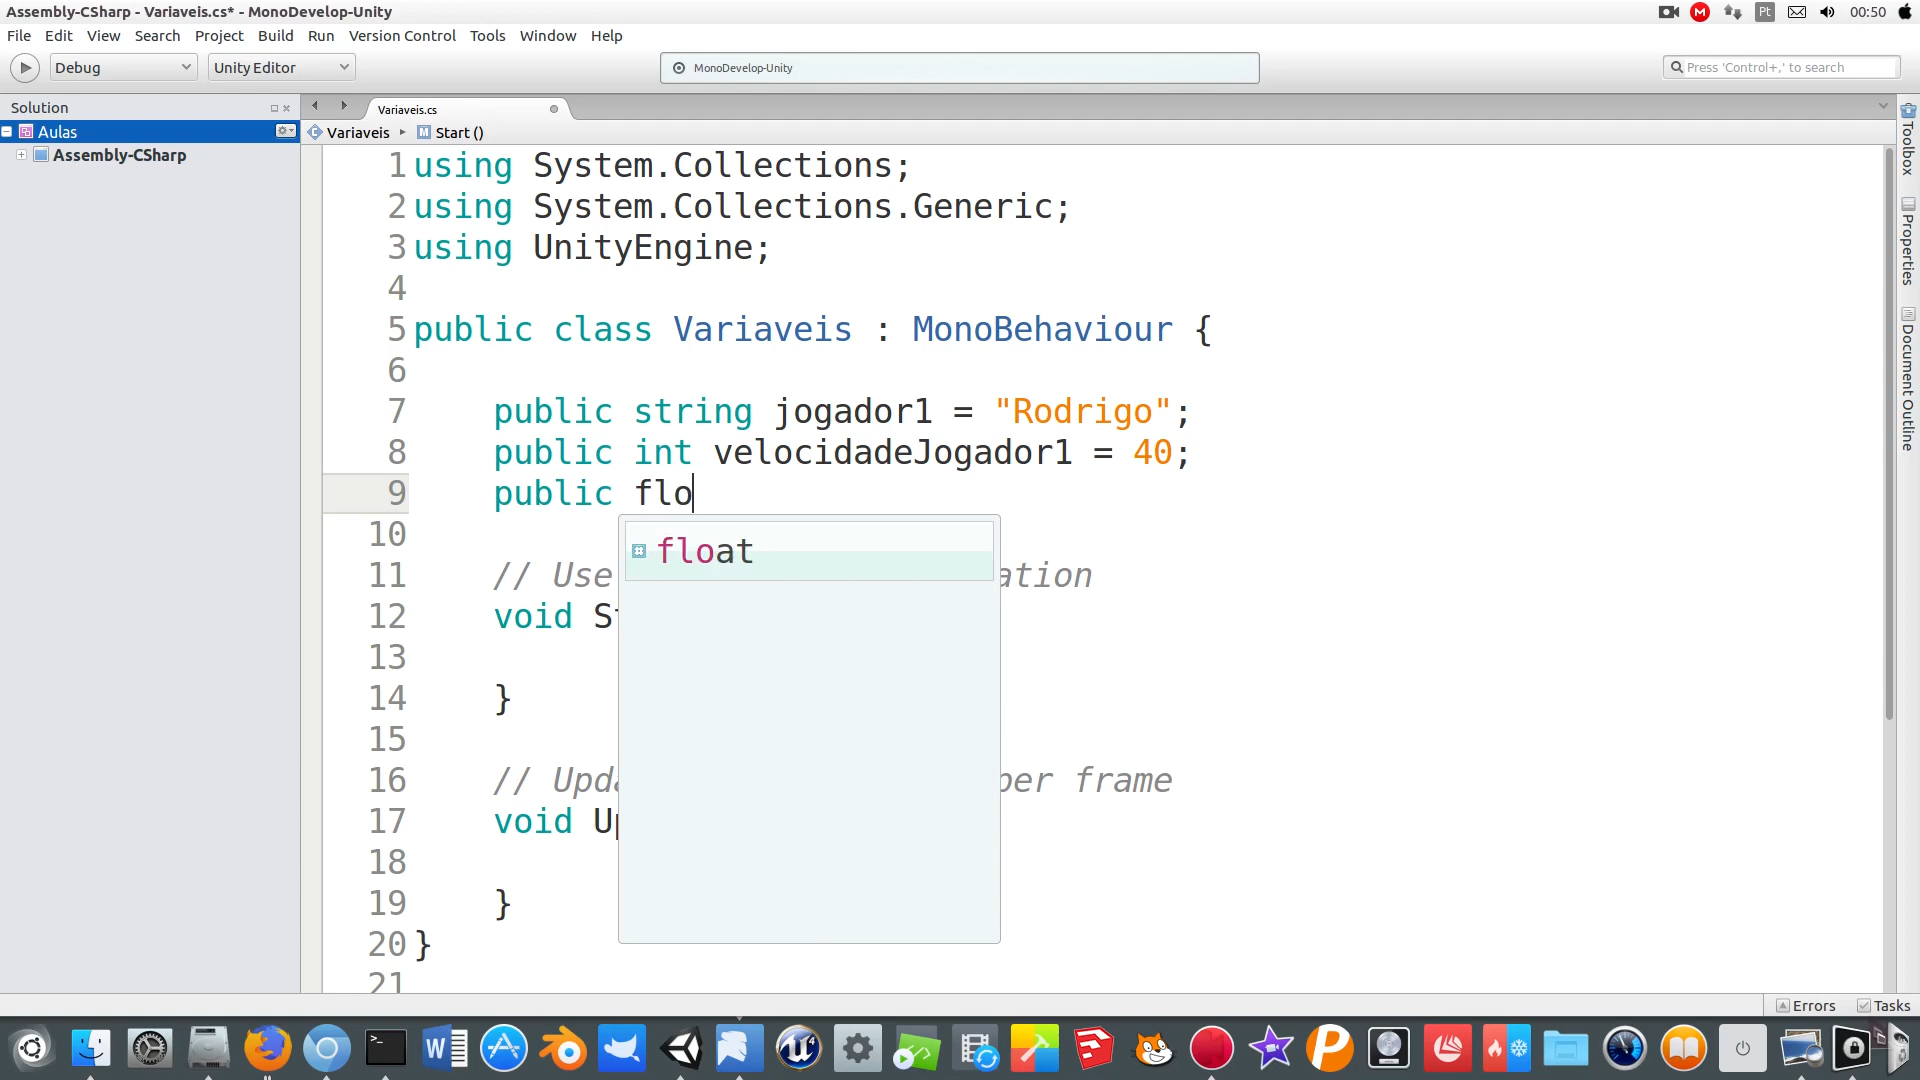 Assembly-CSharp - Variaveis.cs* - MonoDevelop-Unity
Pt
00:50
File Edit View Search Project Build Run Version Control Tools Window Help
Debug
Unity Editor
MonoDevelop-Unity
Press 'Control+,' to search
Solution
Variaveis.cs
Aulas
Variaveis
Start ()
Assembly-CSharp
1 using System.Collections;
2 using System.Collections.Generic;
3 using UnityEngine;
4
5 public class Variaveis : MonoBehaviour {
6
7 public string jogador1 = "Rodrigo";
8 public int velocidadeJogador1 = 40;
9 public flo
float
10
11 // Use ation
12 void S
13
14 }
15
16 // Upda per frame
17 void Up
18
19 }
20 }
21
Toolbox
Properties
Document Outline
Errors
Tasks